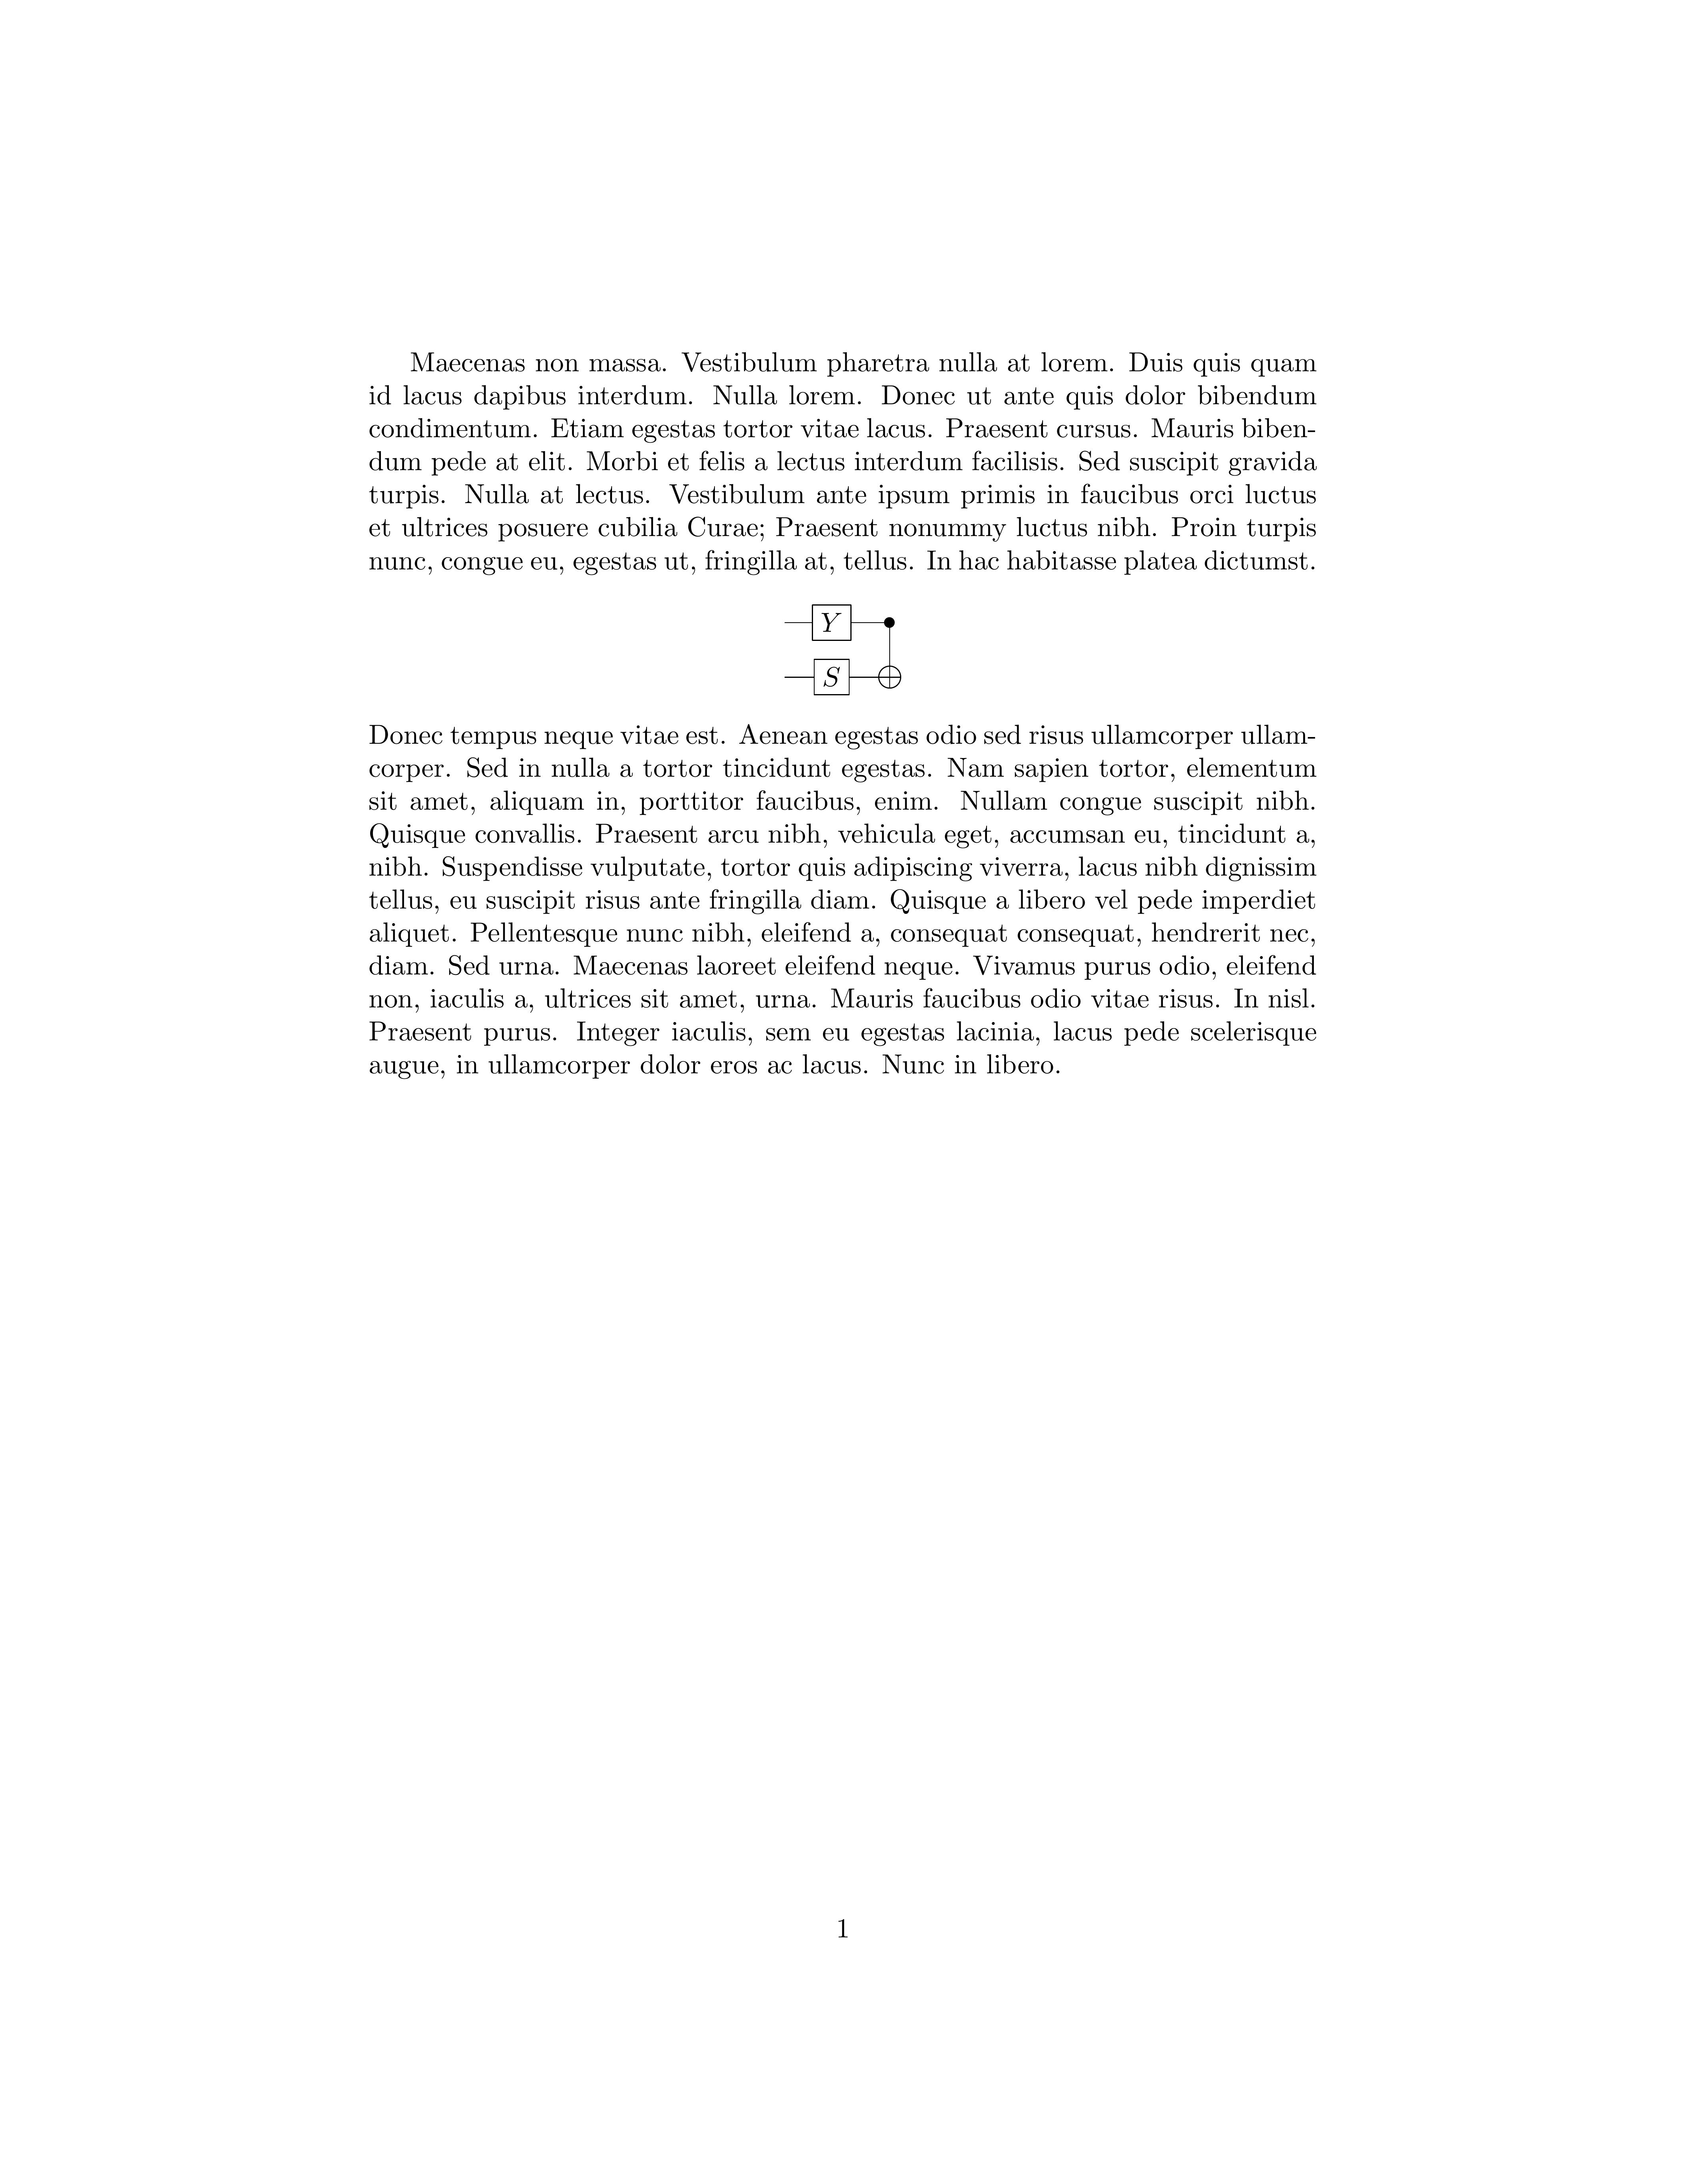 Maecenas non massa. Vestibulum pharetra nulla at lorem. Duis quis quam
id lacus dapibus interdum. Nulla lorem. Donec ut ante quis dolor bibendum
condimentum. Etiam egestas tortor vitae lacus. Praesent cursus. Mauris biben-
dum pede at elit. Morbi et felis a lectus interdum facilisis. Sed suscipit gravida
turpis. Nulla at lectus. Vestibulum ante ipsum primis in faucibus orci luctus
et ultrices posuere cubilia Curae; Praesent nonummy luctus nibh. Proin turpis
nunc, congue eu, egestas ut, fringilla at, tellus. In hac habitasse platea dictumst.
Y
S
Donec tempus neque vitae est. Aenean egestas odio sed risus ullamcorper ullam-
corper. Sed in nulla a tortor tincidunt egestas. Nam sapien tortor, elementum
sit amet, aliquam in, porttitor faucibus, enim. Nullam congue suscipit nibh.
Quisque convallis. Praesent arcu nibh, vehicula eget, accumsan eu, tincidunt a,
nibh. Suspendisse vulputate, tortor quis adipiscing viverra, lacus nibh dignissim
tellus, eu suscipit risus ante fringilla diam. Quisque a libero vel pede imperdiet
aliquet. Pellentesque nunc nibh, eleifend a, consequat consequat, hendrerit nec,
diam. Sed urna. Maecenas laoreet eleifend neque. Vivamus purus odio, eleifend
non, iaculis a, ultrices sit amet, urna. Mauris faucibus odio vitae risus. In nisl.
Praesent purus. Integer iaculis, sem eu egestas lacinia, lacus pede scelerisque
augue, in ullamcorper dolor eros ac lacus. Nunc in libero.
1